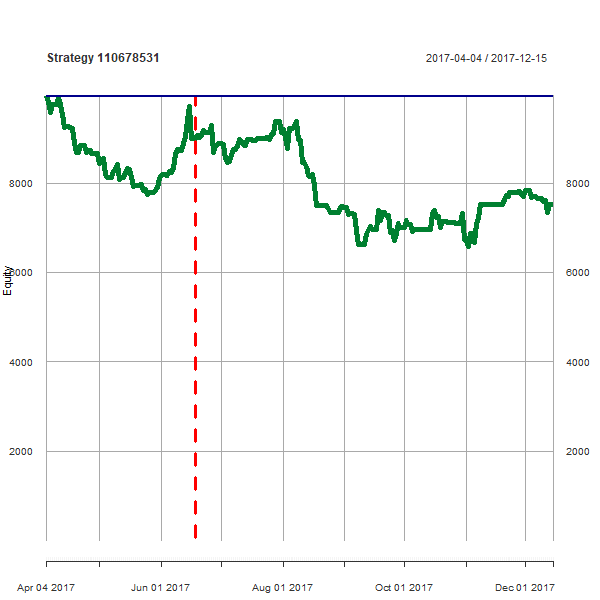 Strategy 110678531
2017-04-04 / 2017-12-15
8000
8000
Equity
6000
6000
4000
4000
2000
2000
Apr 04 2017
Jun 01 2017
Aug 01 2017
Oct 01 2017
Dec 01 2017